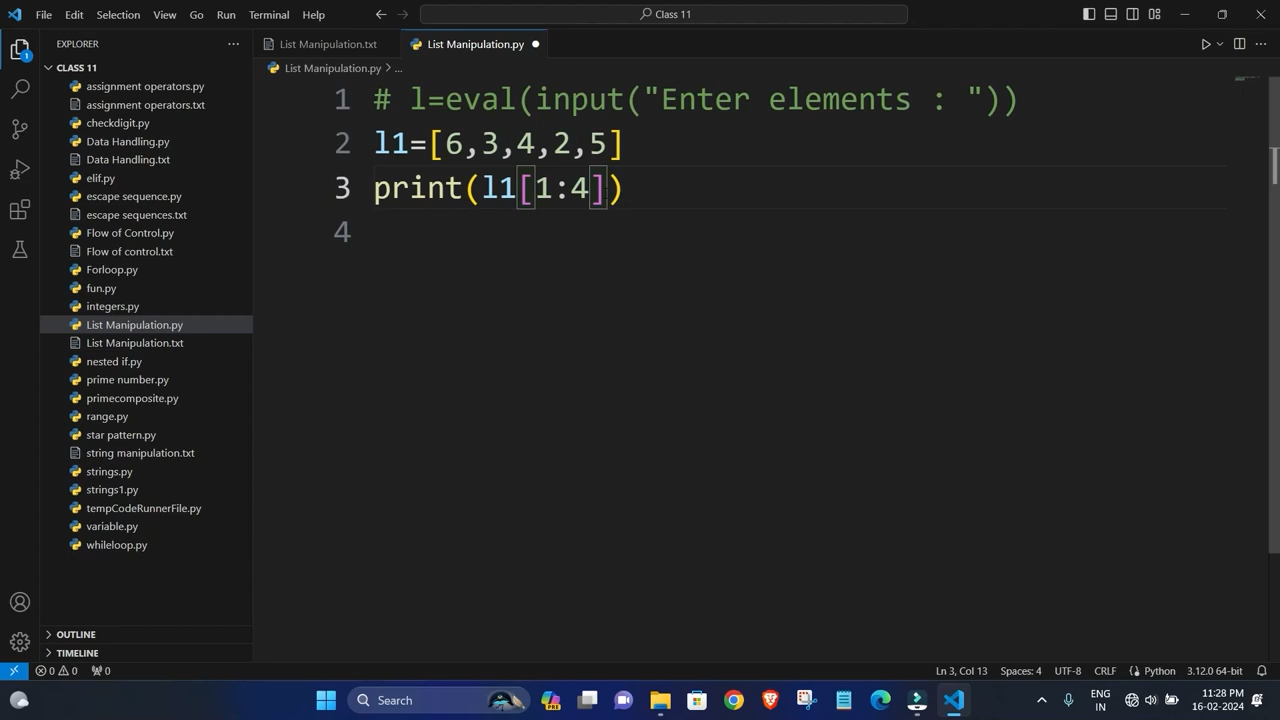 File Edit Selection View Go Run Terminal Help Class 11
EXPLORER
List Manipulation.txt List Manipulation.py
CLASS 11
List Manipulation.py > ...
assignment operators.py
assignment operators.txt
checkdigit.py
Data Handling.py
Data Handling.txt
elif.py
escape sequence.py
escape sequences.txt
Flow of Control.py
Flow of control.txt
Forloop.py
fun.py
integers.py
List Manipulation.py
List Manipulation.txt
nested if.py
prime number.py
primecomposite.py
range.py
star pattern.py
string manipulation.txt
strings.py
strings1.py
tempCodeRunnerFile.py
variable.py
whileloop.py
OUTLINE
TIMELINE
1 # l=eval(input("Enter elements : "))
2 l1=[6,3,4,2,5]
3 print(l1[1:4])
4
1
0 0 0 Ln 3, Col 13 Spaces: 4 UTF-8 CRLF Python 3.12.0 64-bit
Search
PRE
ENG
IN
11:28 PM
16-02-2024